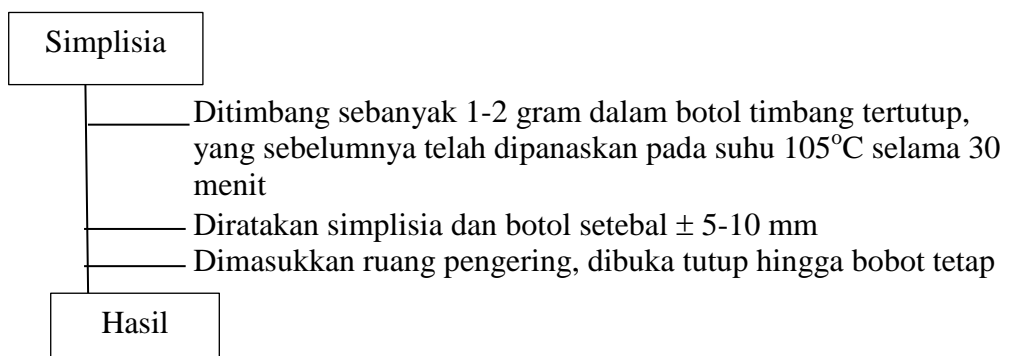 Simplisia
Ditimbang sebanyak 1-2 gram dalam botol timbang tertutup,
yang sebelumnya telah dipanaskan pada suhu 105°C selama 30
menit
Diratakan simplisia dan botol setebal ± 5-10 mm
Dimasukkan ruang pengering, dibuka tutup hingga bobot tetap
Hasil